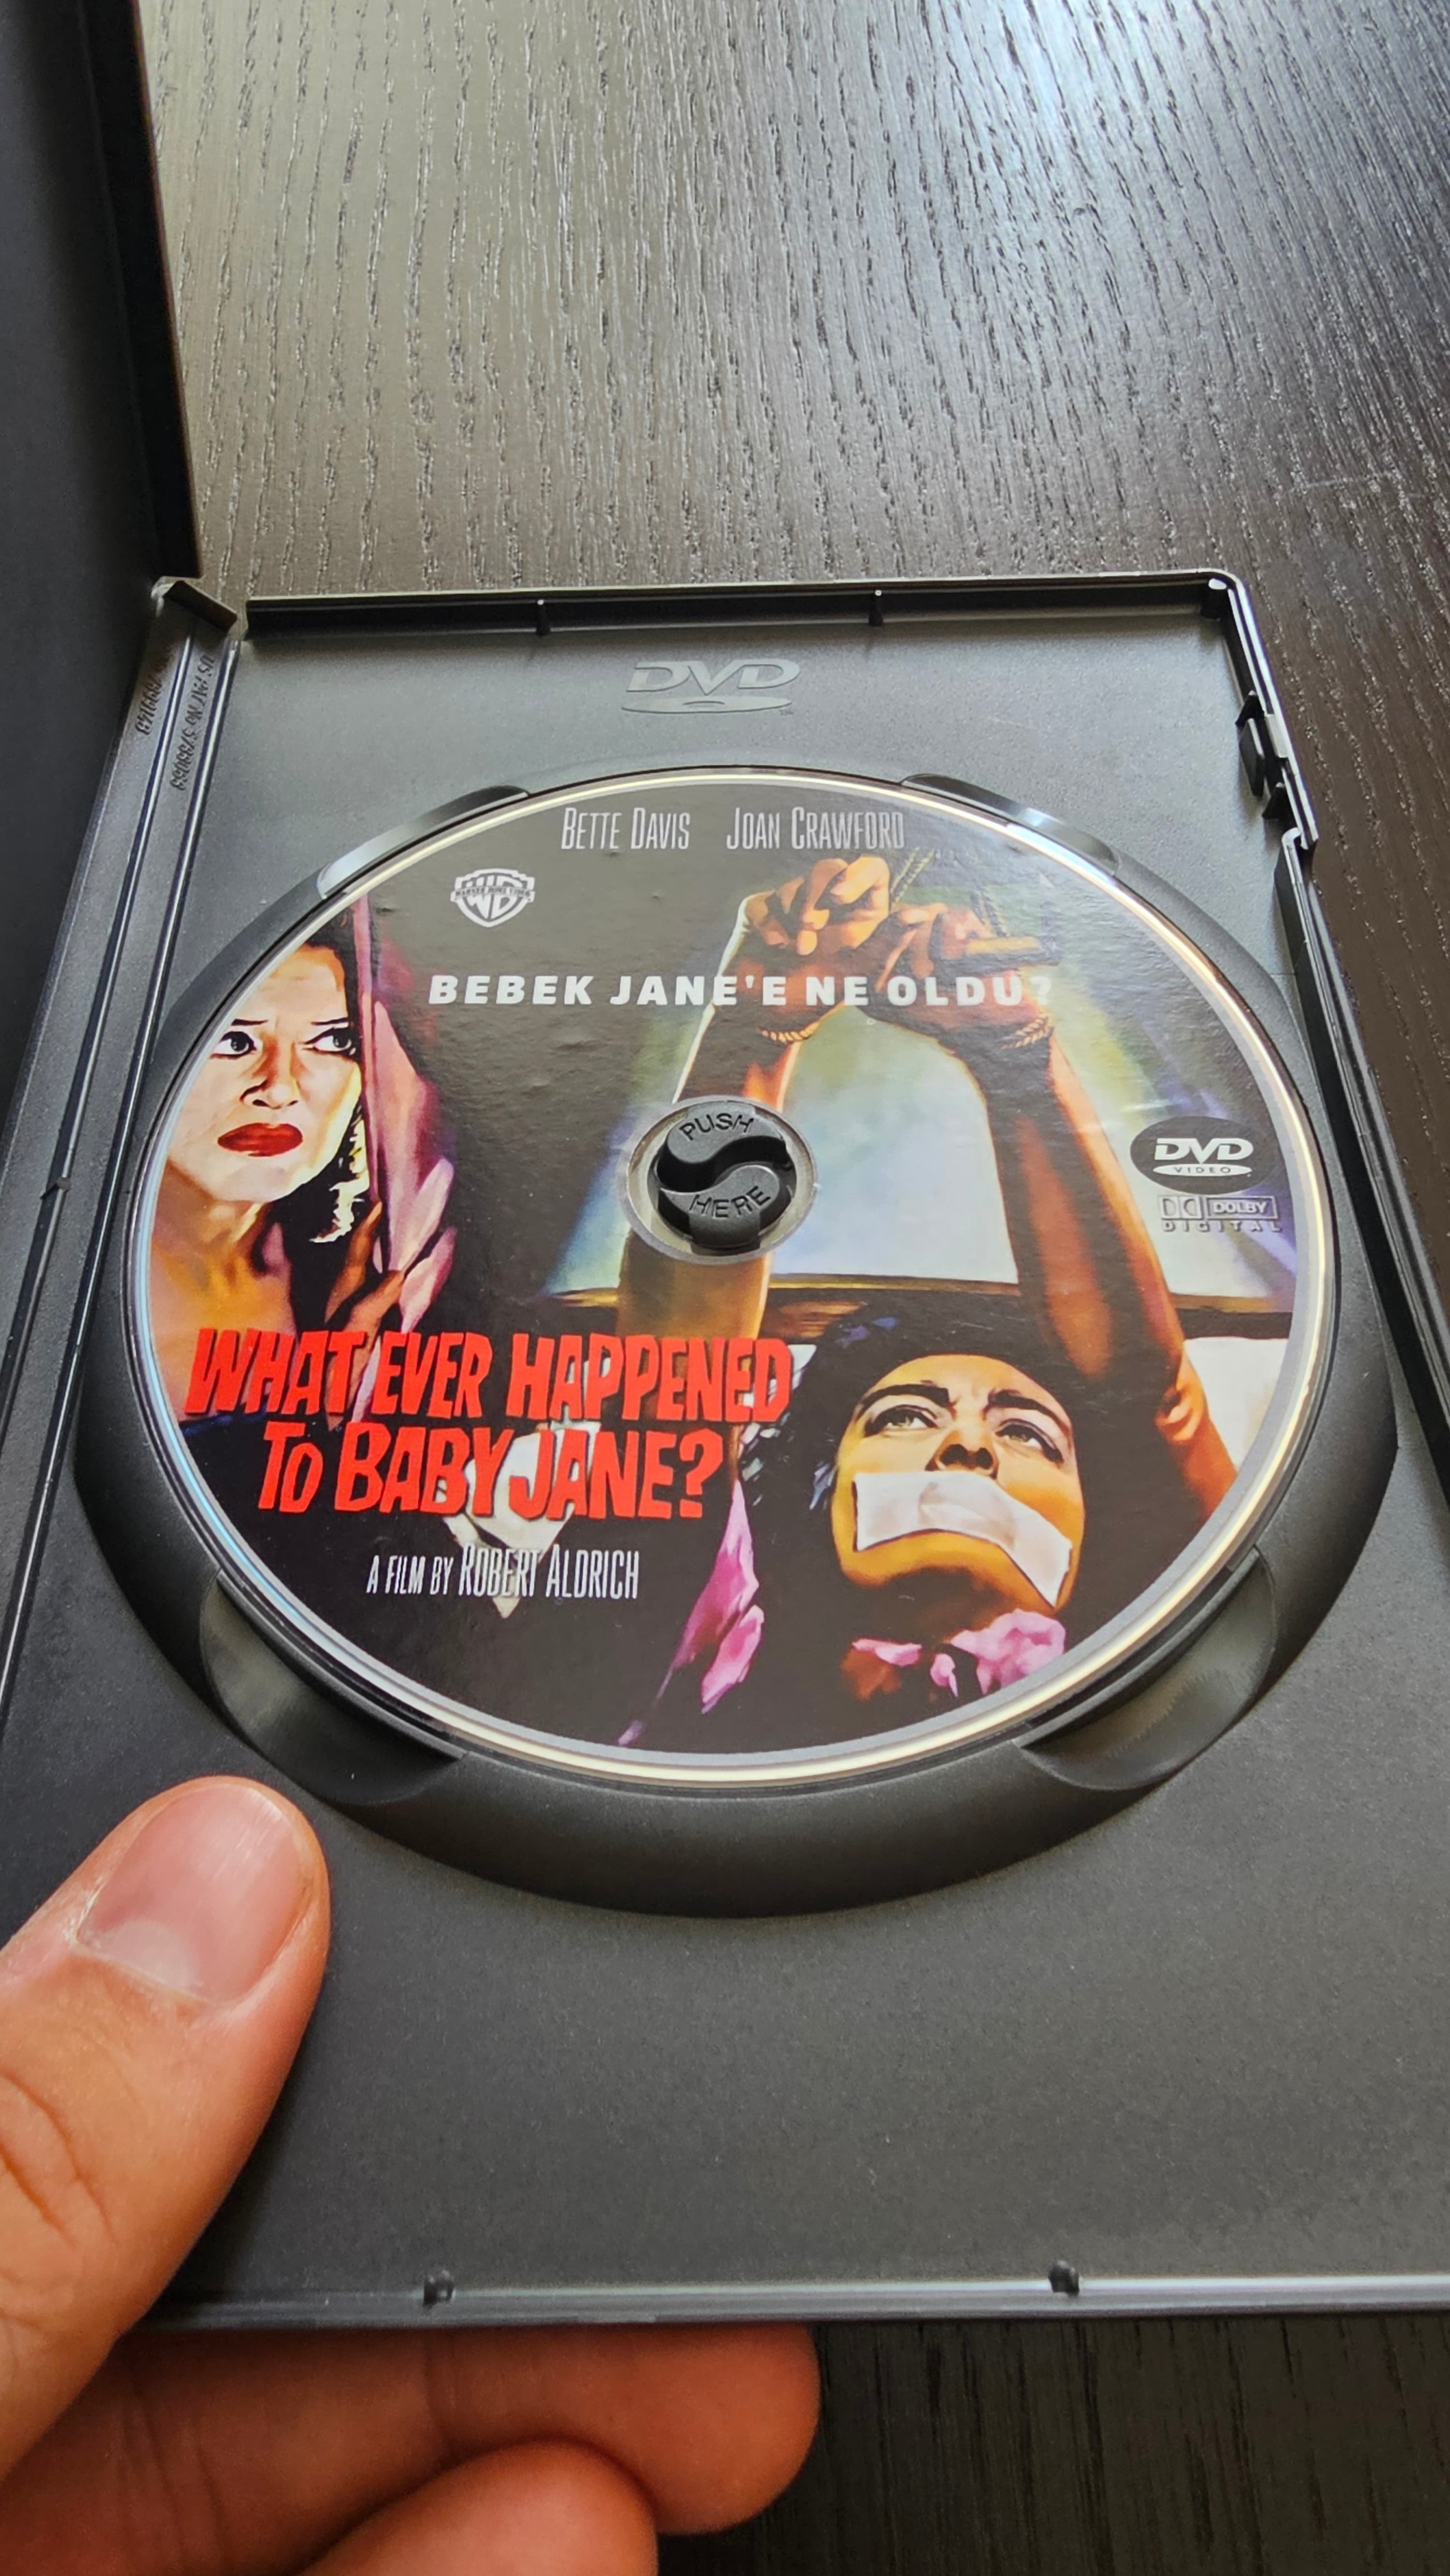 DVD
BETTE DAVIS JOAN CRAWFORD
WB
BEBEK JANE'E NE OLDU?
PUSH
HERE
DVD
VIDEO
DOLBY
DIGITAL
WHAT EVER HAPPENED
TO BABY JANE?
A FILM BY ROBERT ALDRICH